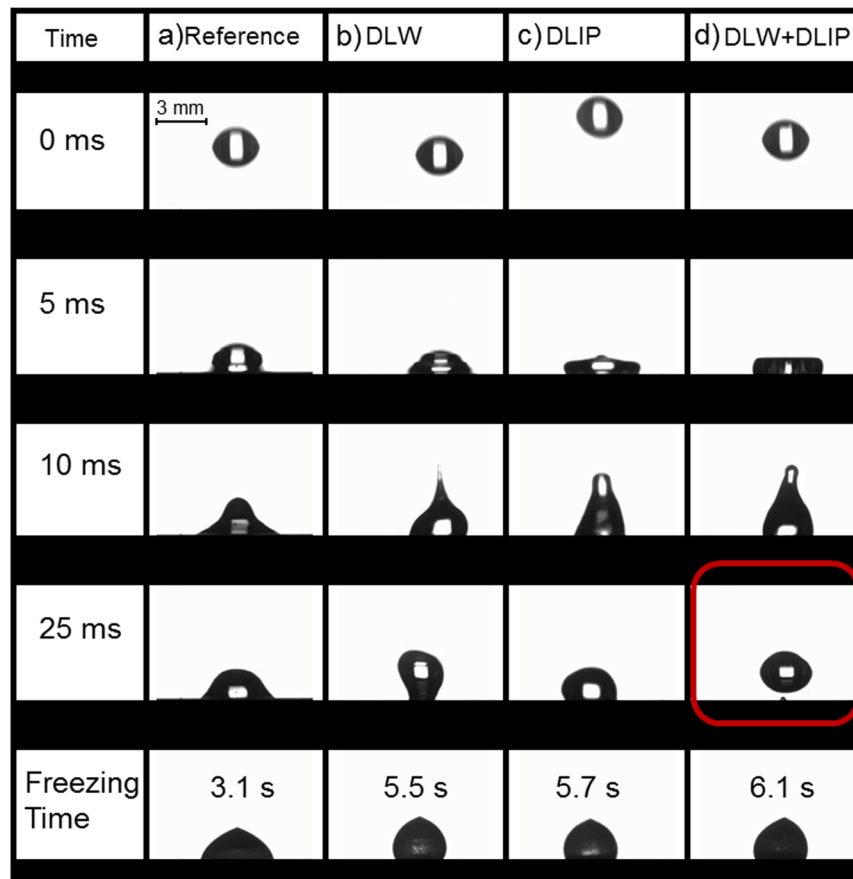 Time a)Reference b)DLW c)DLIP d)DLW+DLIP
0 ms 3 mm
5 ms
10 ms
25 ms
Freezing
Time 3.1 s 5.5 s 5.7 s 6.1 s